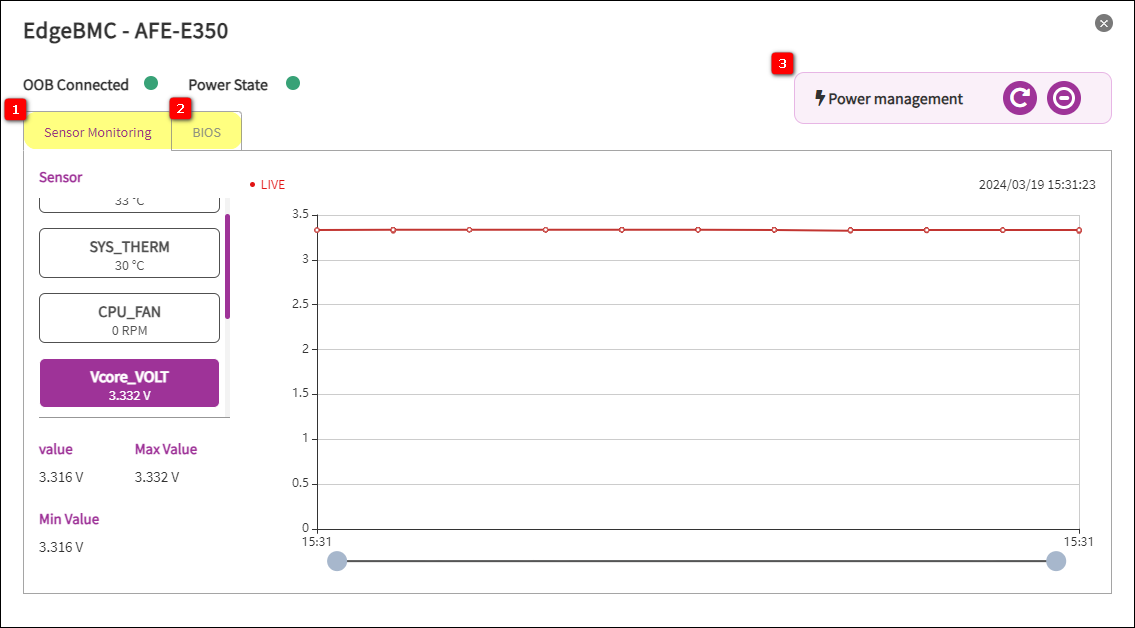 EdgeBMC - AFE-E350
OOB Connected
Power State
3
Power management
1
2
Sensor Monitoring
BIOS
Sensor
33 °C
SYS_THERM
30 °C
CPU_FAN
0 RPM
Vcore_VOLT
3.332 V
value
Max Value
3.316 V
3.332 V
Min Value
3.316 V
LIVE
2024/03/19 15:31:23
3.5
3
2.5
2
1.5
1
0.5
0
15:31
15:31